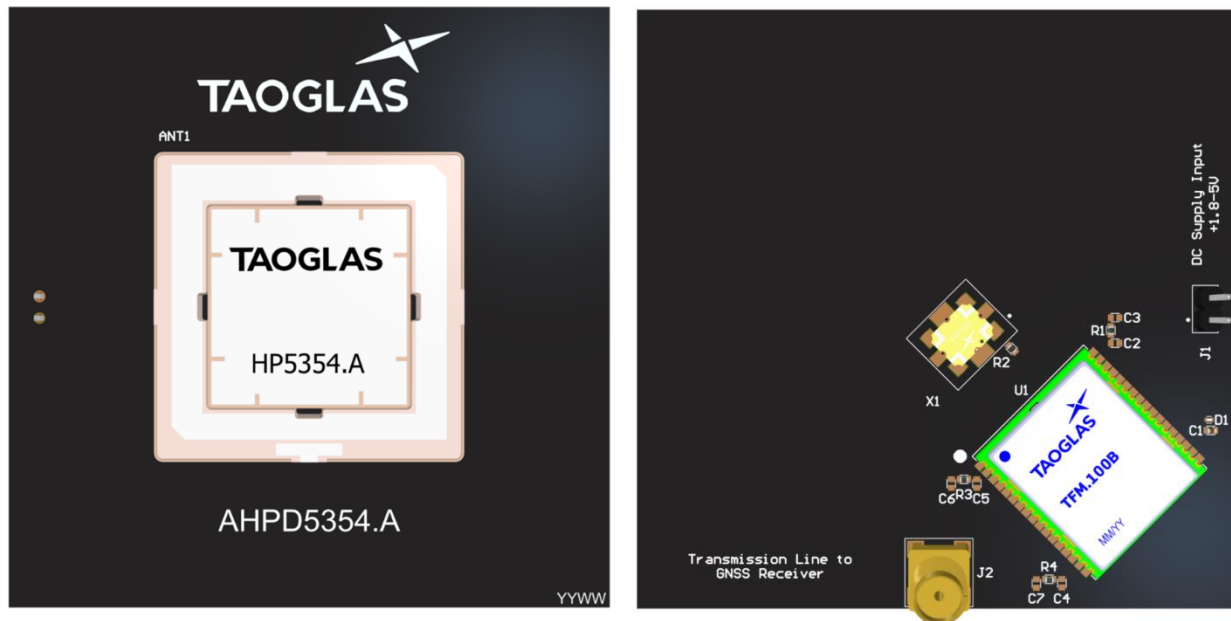 TAOGLAS
ANT1
TAOGLAS
HP5354.A
AHPD5354.A
YYWW
DC Supply Input
+1.8-5V
J1
C3
R1
C2
R2
X1
U1
D1
C1
TAOGLAS
TFM.100B
MM/YY
C6
R3
C5
Transmission Line to
GNSS Receiver
J2
R4
C7
C4